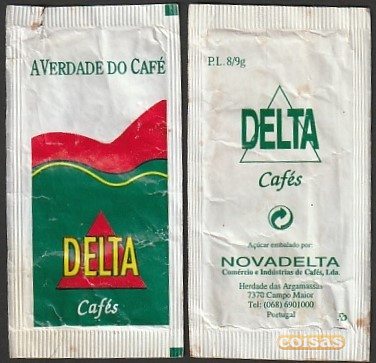 A VERDADE DO CAFÉ
DELTA
Cafés
P.L. 8/9g
DELTA
Cafés
Açúcar embalado por:
NOVADELTA
Comércio e Indústrias de Cafés, Lda.
Herdade das Argamassas
7370 Campo Maior
Tel: (068) 6901000
Portugal
coisas